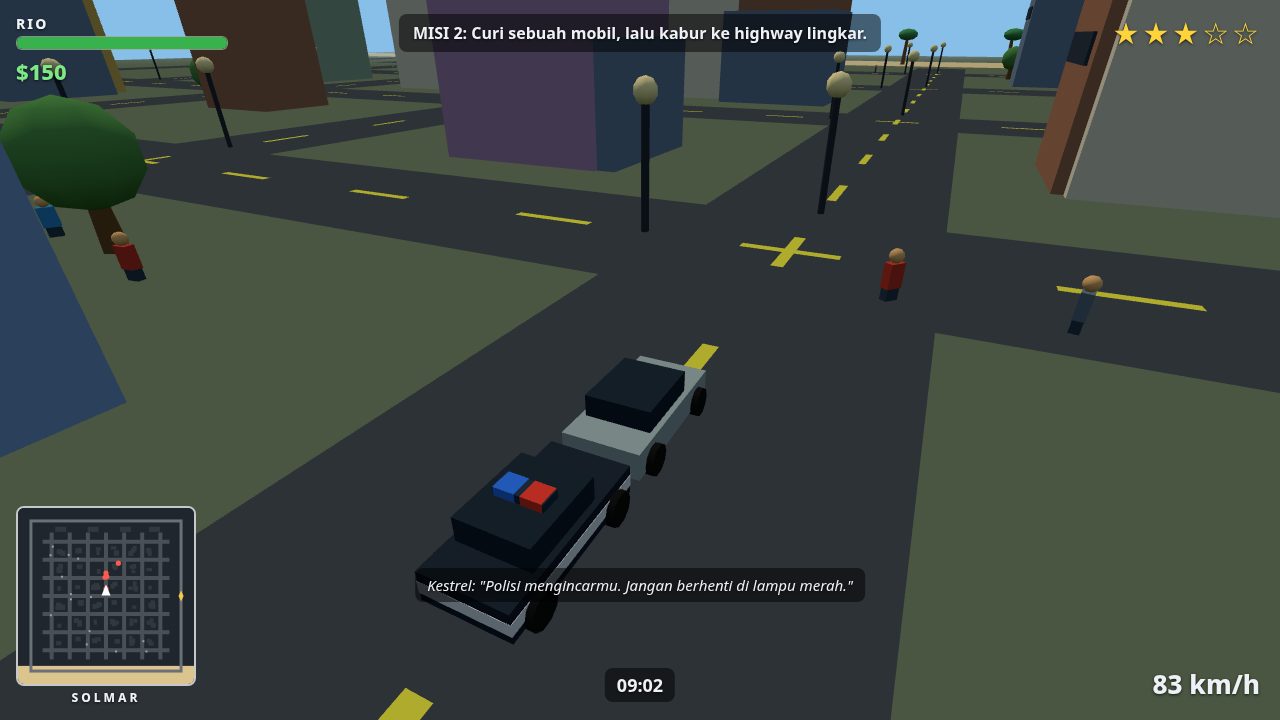 RIO
$150
MISI 2: Curi sebuah mobil, lalu kabur ke highway lingkar.
Kestrel: "Polisi mengincarmu. Jangan berhenti di lampu merah."
SOLMAR
09:02
83 km/h